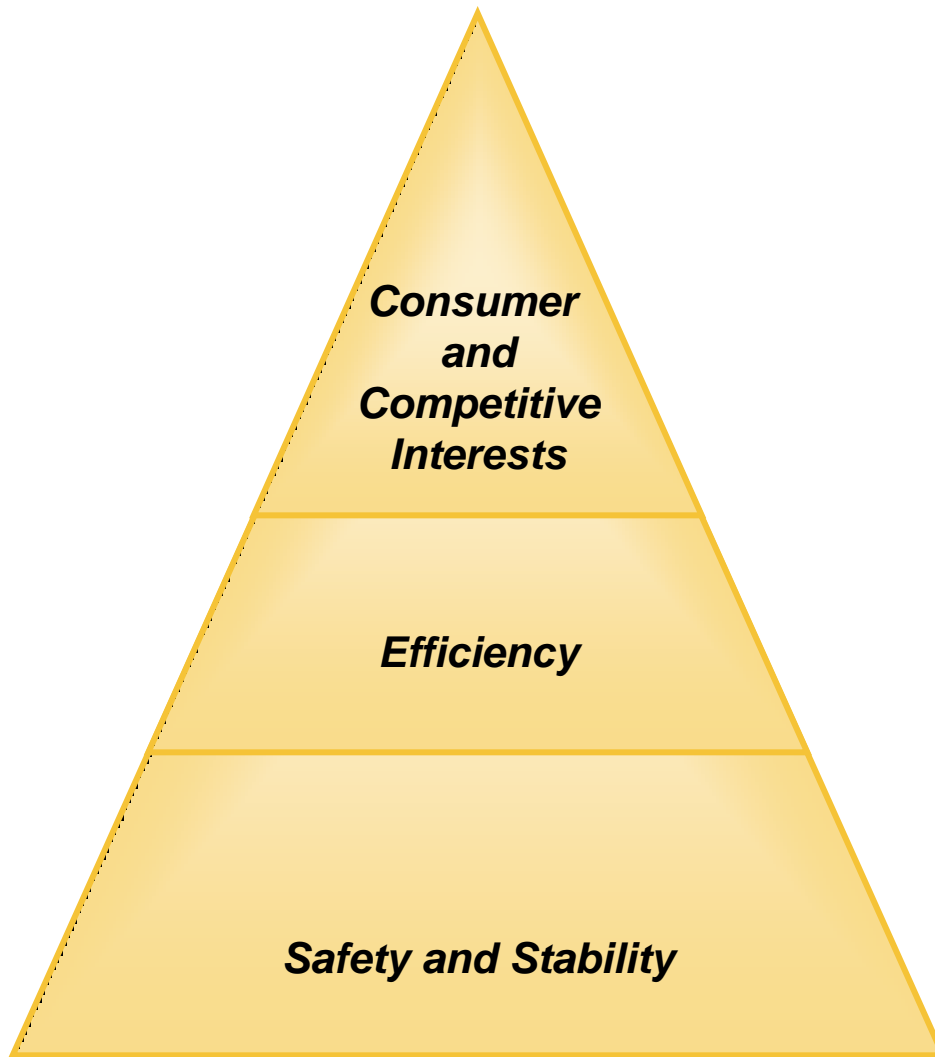 Consumer
and
Competitive
Interests
Efficiency
Safety and Stability